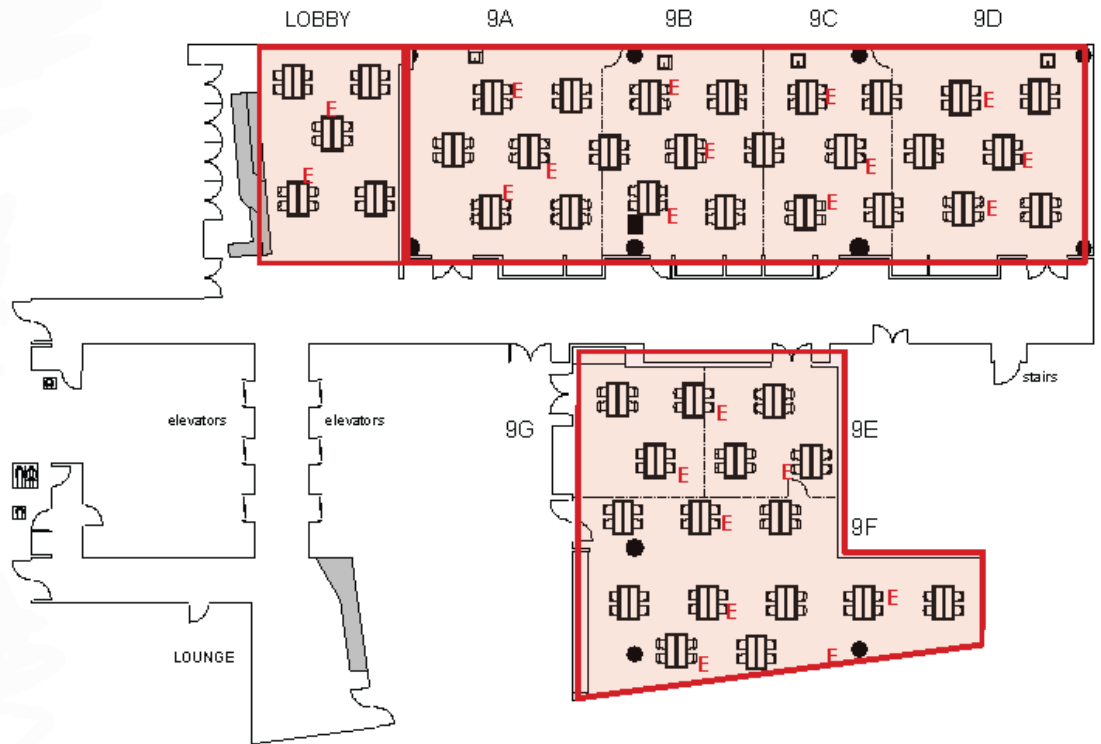 LOBBY 9A 9B 9C 9D
E E E E
E
E E E E
E
E E E E
stairs
elevators elevators 9G E 9E
E E
E 9F
E E
LOUNGE E E